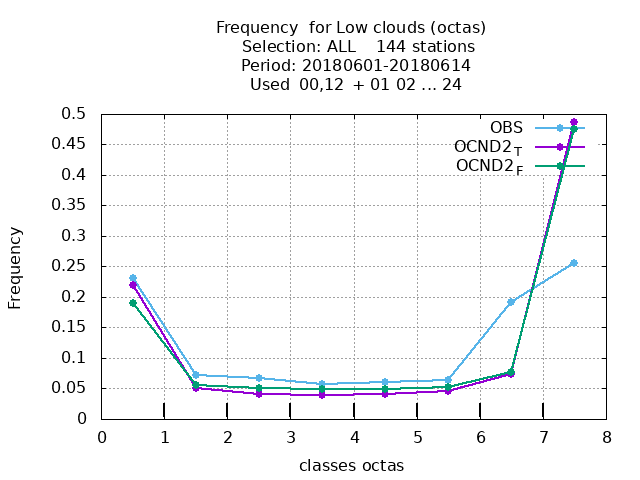 Frequency  for Low clouds (octas)
Selection: ALL    144 stations
Period: 20180601-20180614
Used  00,12  + 01 02 ... 24
OBS
OCND2_T
OCND2_F
0.5
0.45
0.4
0.35
0.3
0.25
0.2
0.15
0.1
0.05
0
Frequency
0 1 2 3 4 5 6 7 8
classes octas